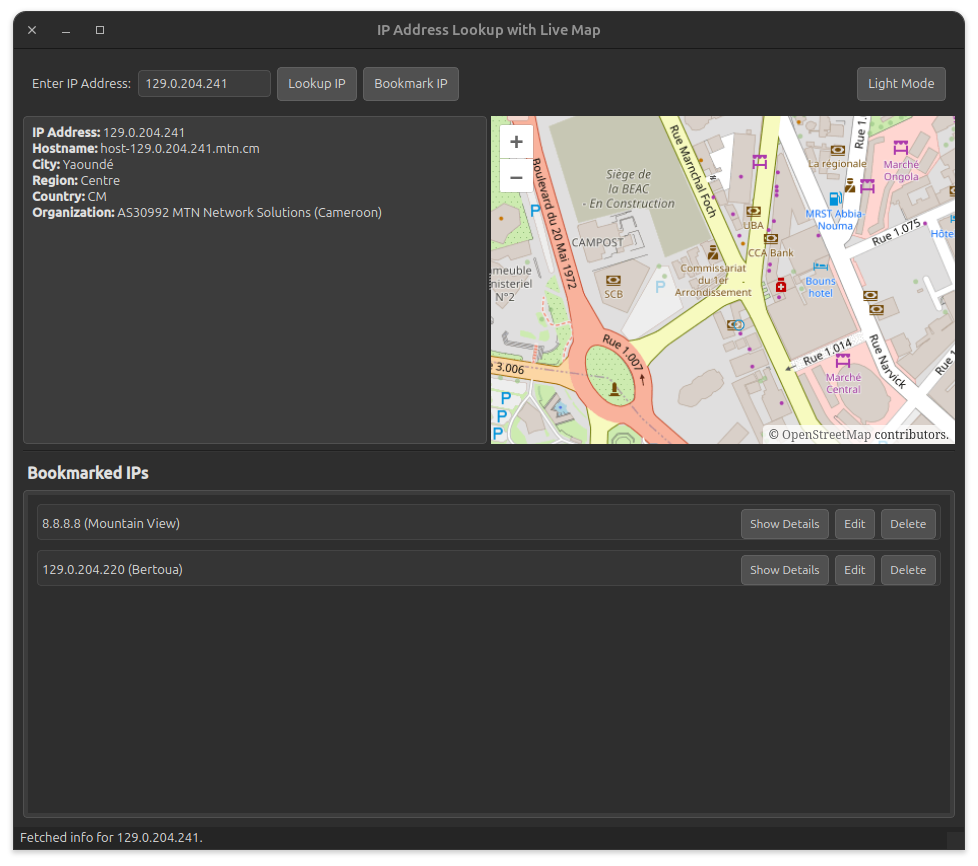 IP Address Lookup with Live Map
Enter IP Address:
129.0.204.241
Lookup IP
Bookmark IP
Light Mode
IP Address: 129.0.204.241
Hostname: host-129.0.204.241.mtn.cm
City: Yaoundé
Region: Centre
Country: CM
Organization: AS30992 MTN Network Solutions (Cameroon)
+
−
Boulevard du 20 Mai 1972
Siège de
la BEAC
- En Construction
Rue Marnchal Foch
La régionale
Rue 1.
Marché
Ongola
P
UBA
MRST Abbia
Nouma
Rue 1.075
Hôte
CAMPOST
CCA Bank
meuble
nisteriel
N°2
SCB
P
Commissariat
du 1er
Arrondissement
Bouns
hotel
Rue 1.007
Rue 1.014
Rue Narvick
Rue 1
3.006
Marché
Central
P
P
P
© OpenStreetMap contributors.
Bookmarked IPs
8.8.8.8 (Mountain View)
Show Details
Edit
Delete
129.0.204.220 (Bertoua)
Show Details
Edit
Delete
Fetched info for 129.0.204.241.